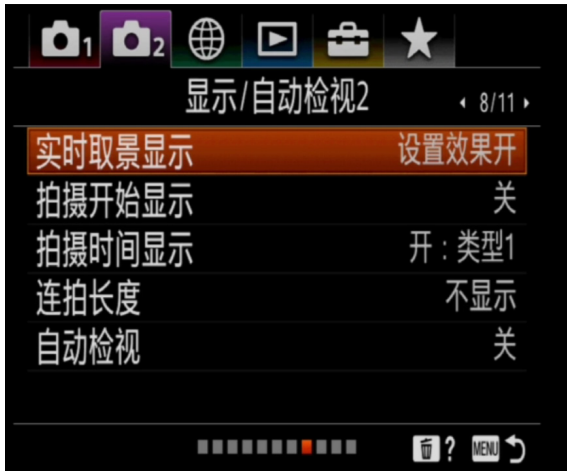 1 2
显示/自动检视2 8/11
实时取景显示 设置效果开
拍摄开始显示 关
拍摄时间显示 开:类型1
连拍长度 不显示
自动检视 关
? MENU